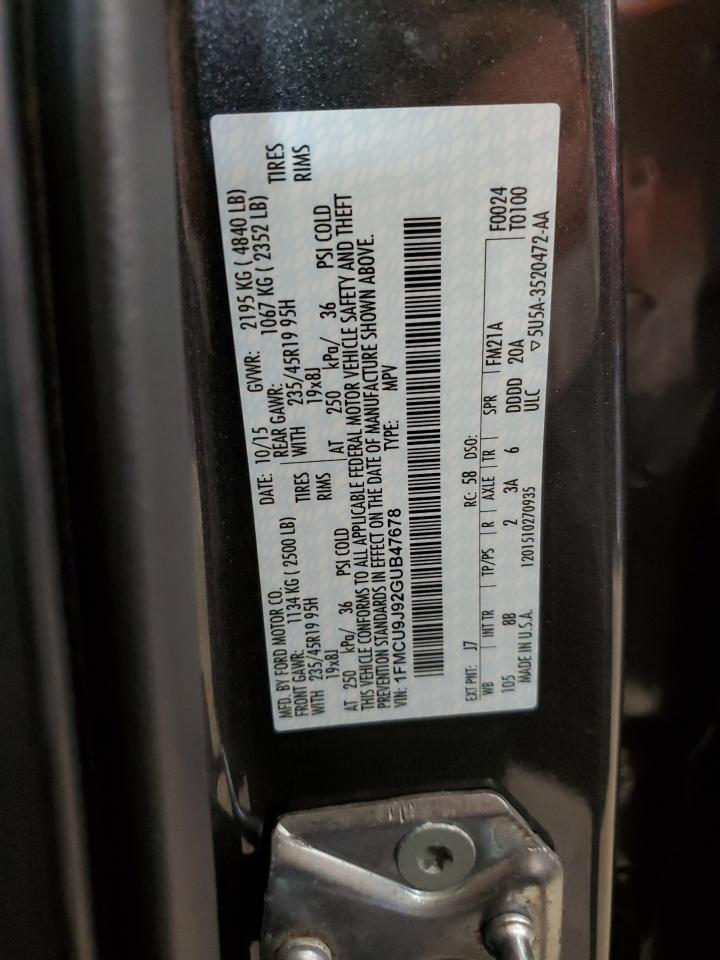 MFD. BY FORD MOTOR CO.
DATE: 10/15 GVWR: 2195 KG ( 4840 LB)
FRONT GAWR: 1134 KG ( 2500 LB) REAR GAWR: 1067 KG ( 2352 LB)
WITH 235/45R19 95H TIRES WITH 235/45R19 95H TIRES
19x8J RIMS 19x8J RIMS
AT 250 kPa/ 36 PSI COLD AT 250 kPa/ 36 PSI COLD
THIS VEHICLE CONFORMS TO ALL APPLICABLE FEDERAL MOTOR VEHICLE SAFETY AND THEFT
PREVENTION STANDARDS IN EFFECT ON THE DATE OF MANUFACTURE SHOWN ABOVE.
VIN: 1FMCU9J92GUB47678 TYPE: MPV
EXT PNT: J7 RC: 58 DSO:
WB INT TR TP/PS R AXLE TR SPR FM21A F0024
105 8B 2 3A 6 DDDD 20A T0100
MADE IN U.S.A. 1201510270935 ULC ▽ 5U5A-3520472-AA